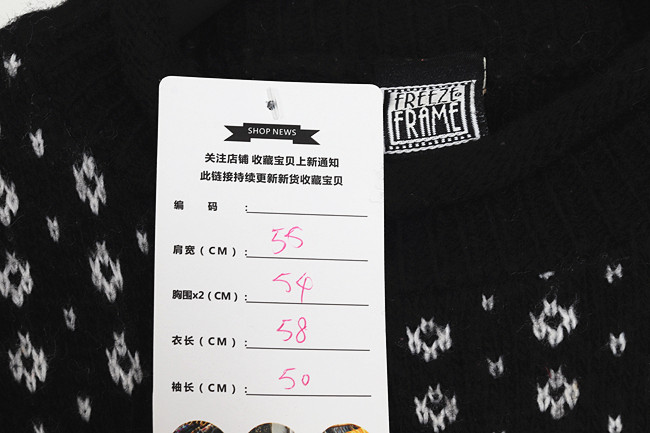 FREEZE
FRAME
SHOP NEWS
关注店铺 收藏宝贝上新通知
此链接持续更新新货收藏宝贝
编 码 :
肩宽(CM): 55
胸围x2(CM): 54
衣长(CM): 58
袖长(CM): 50